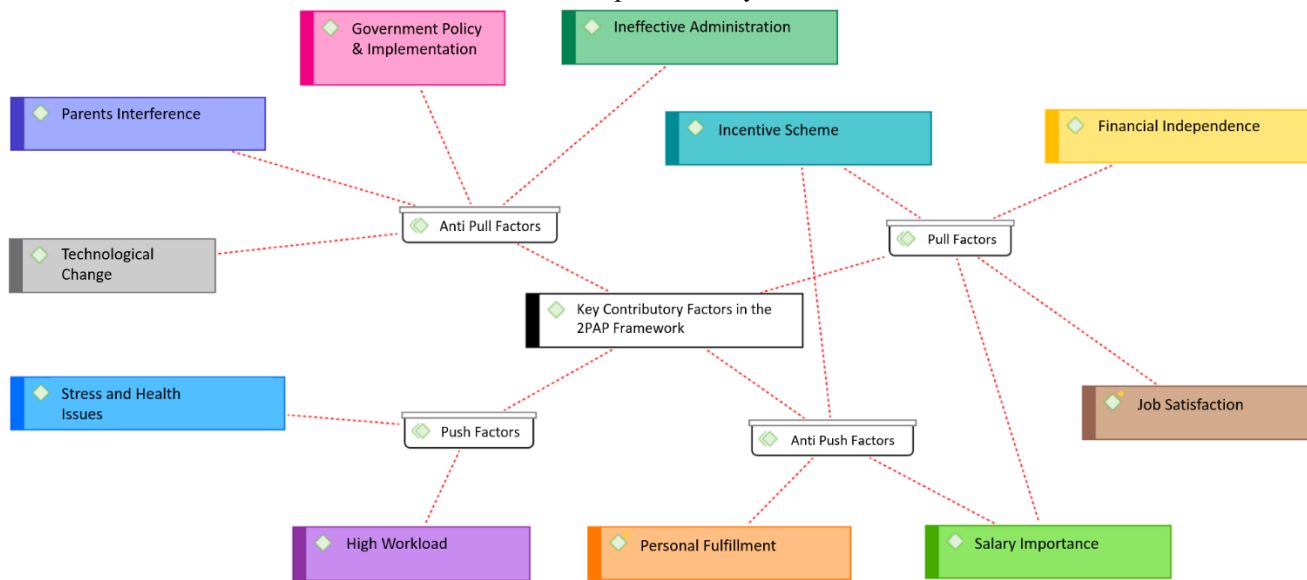 Government Policy
& Implementation
Ineffective Administration
Parents Interference
Incentive Scheme
Financial Independence
Anti Pull Factors
Pull Factors
Technological
Change
Key Contributory Factors in the
2PAP Framework
Stress and Health
Issues
Job Satisfaction
Push Factors
Anti Push Factors
High Workload
Personal Fulfillment
Salary Importance